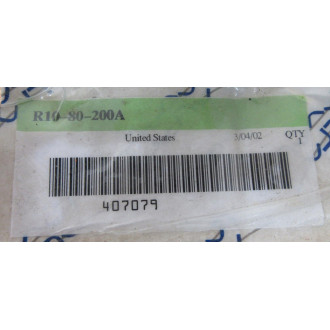 R10-80-200A
United States 3/04/02 QTY
1
407079